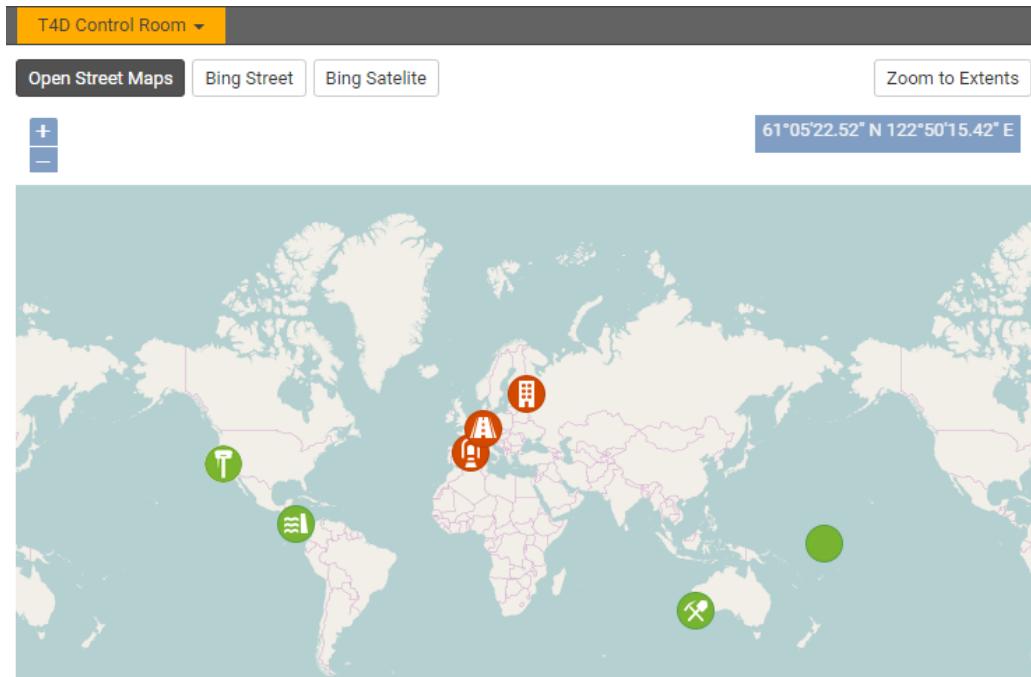 T4D Control Room
Open Street Maps Bing Street Bing Satelite Zoom to Extents
+
61°05'22.52" N 122°50'15.42" E
–